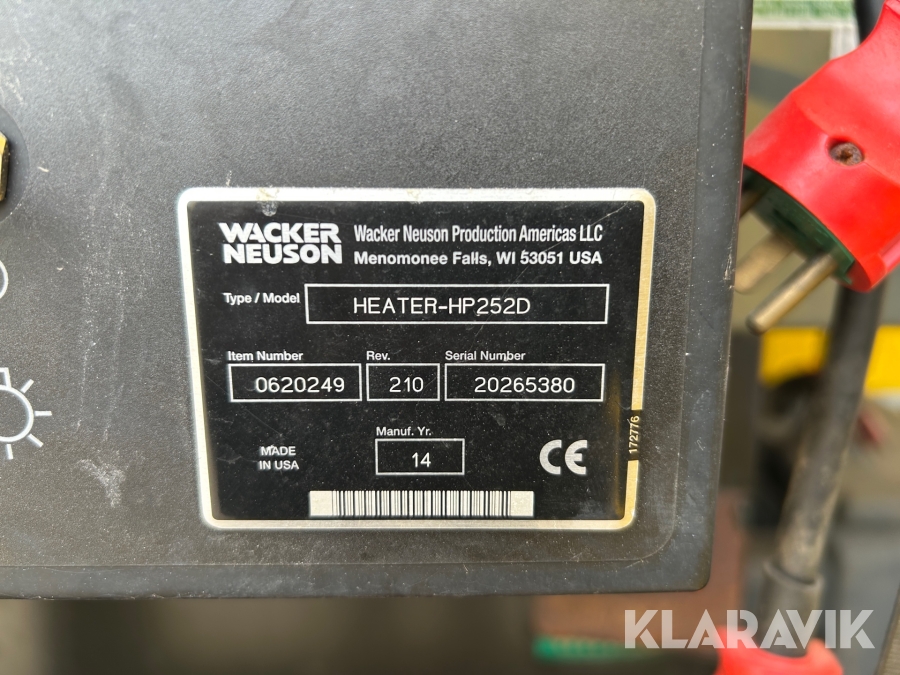 WACKER
NEUSON
Wacker Neuson Production Americas LLC
Menomonee Falls, WI 53051 USA
Type / Model
HEATER-HP252D
Item Number
Rev.
Serial Number
0620249
210
20265380
172776
Manuf. Yr.
MADE
IN USA
14
CE
KLARAVIK